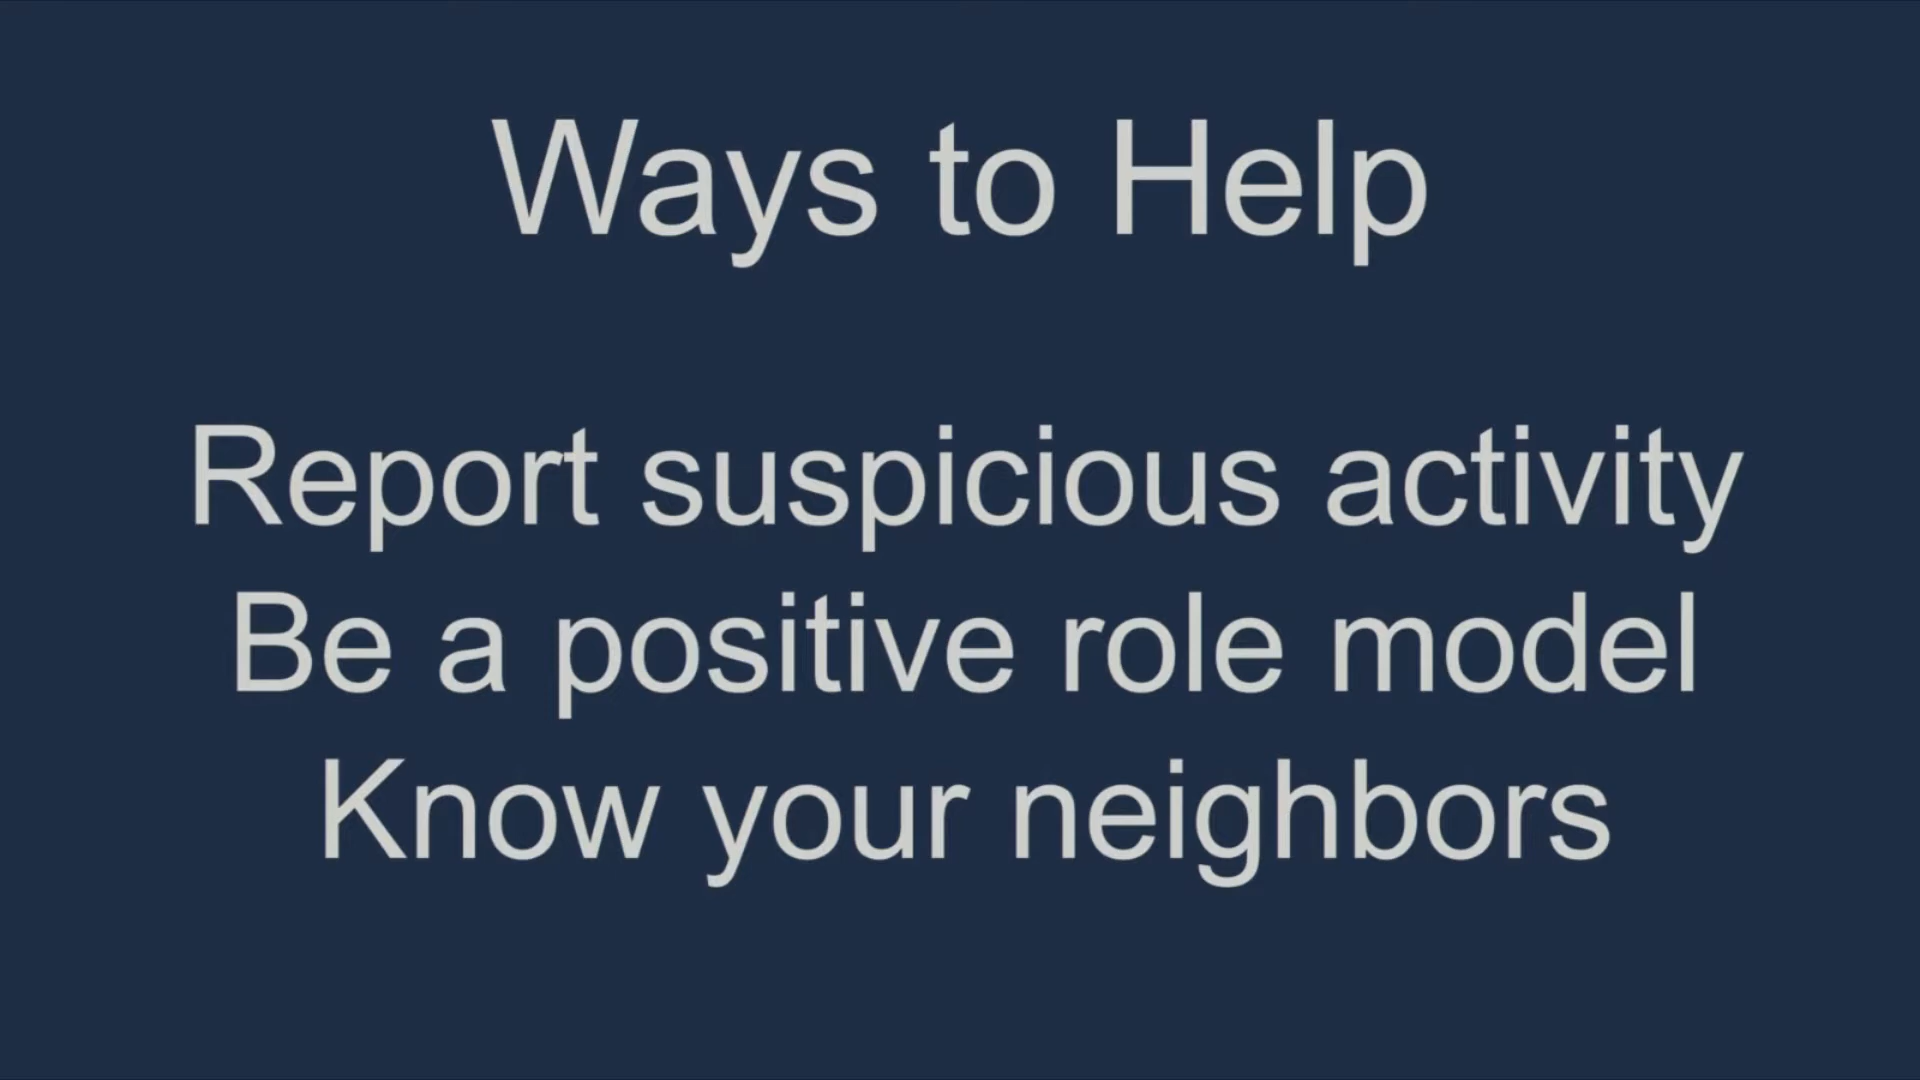 Ways to Help
Report suspicious activity
Be a positive role model
Know your neighbors